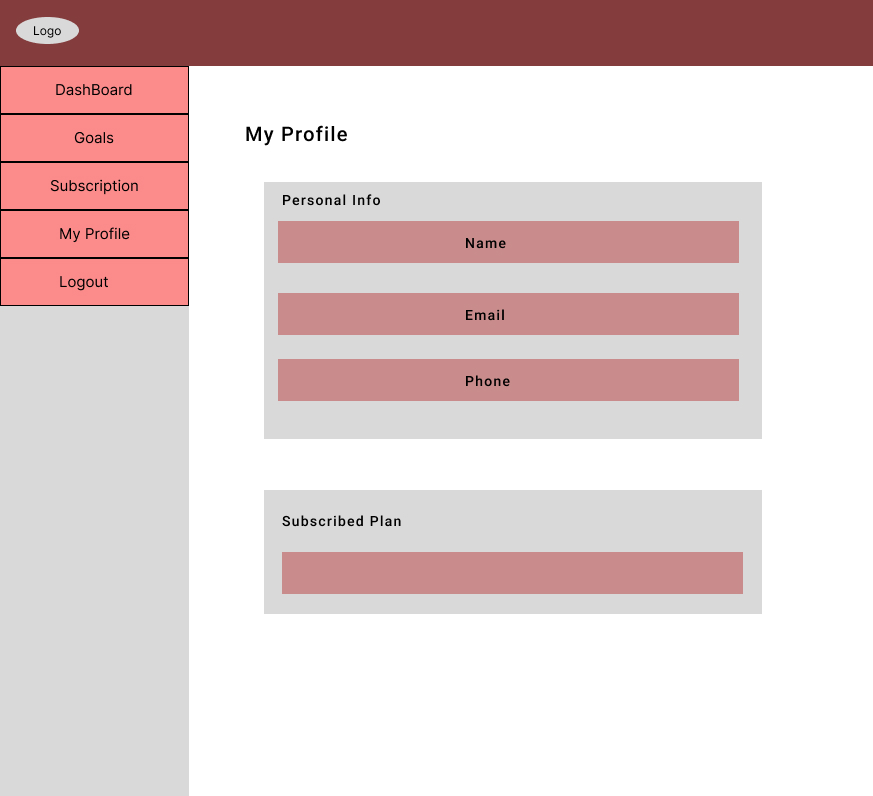 Logo
DashBoard
Goals
Subscription
My Profile
Logout
My Profile
Personal Info
Name
Email
Phone
Subscribed Plan